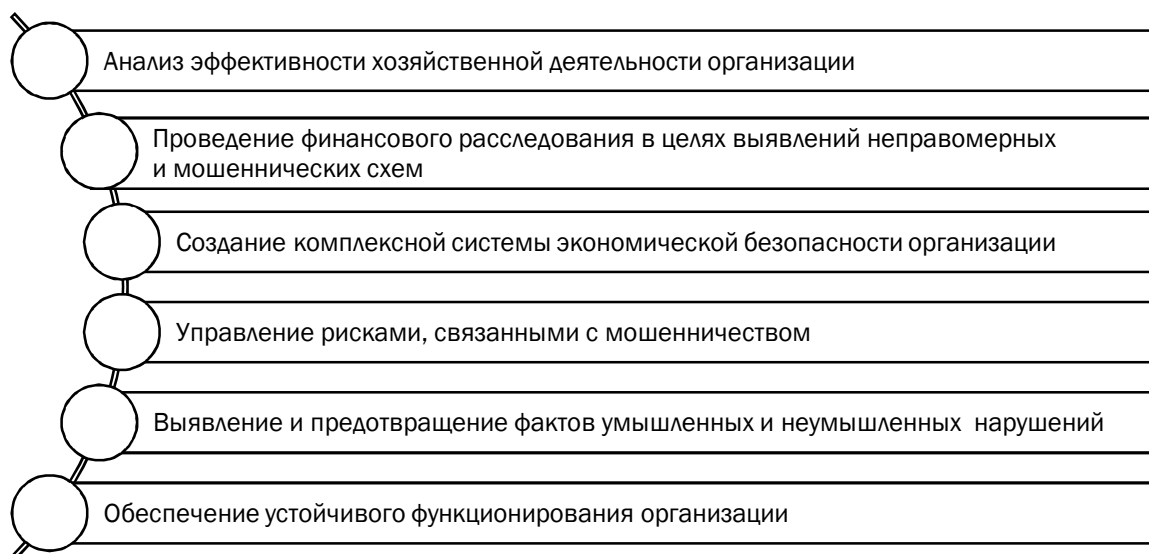 Анализ эффективности хозяйственной деятельности организации
Проведение финансового расследования в целях выявлений неправомерных
и мошеннических схем
Создание комплексной системы экономической безопасности организации
Управление рисками, связанными с мошенничеством
Выявление и предотвращение фактов умышленных и неумышленных нарушений
Обеспечение устойчивого функционирования организации